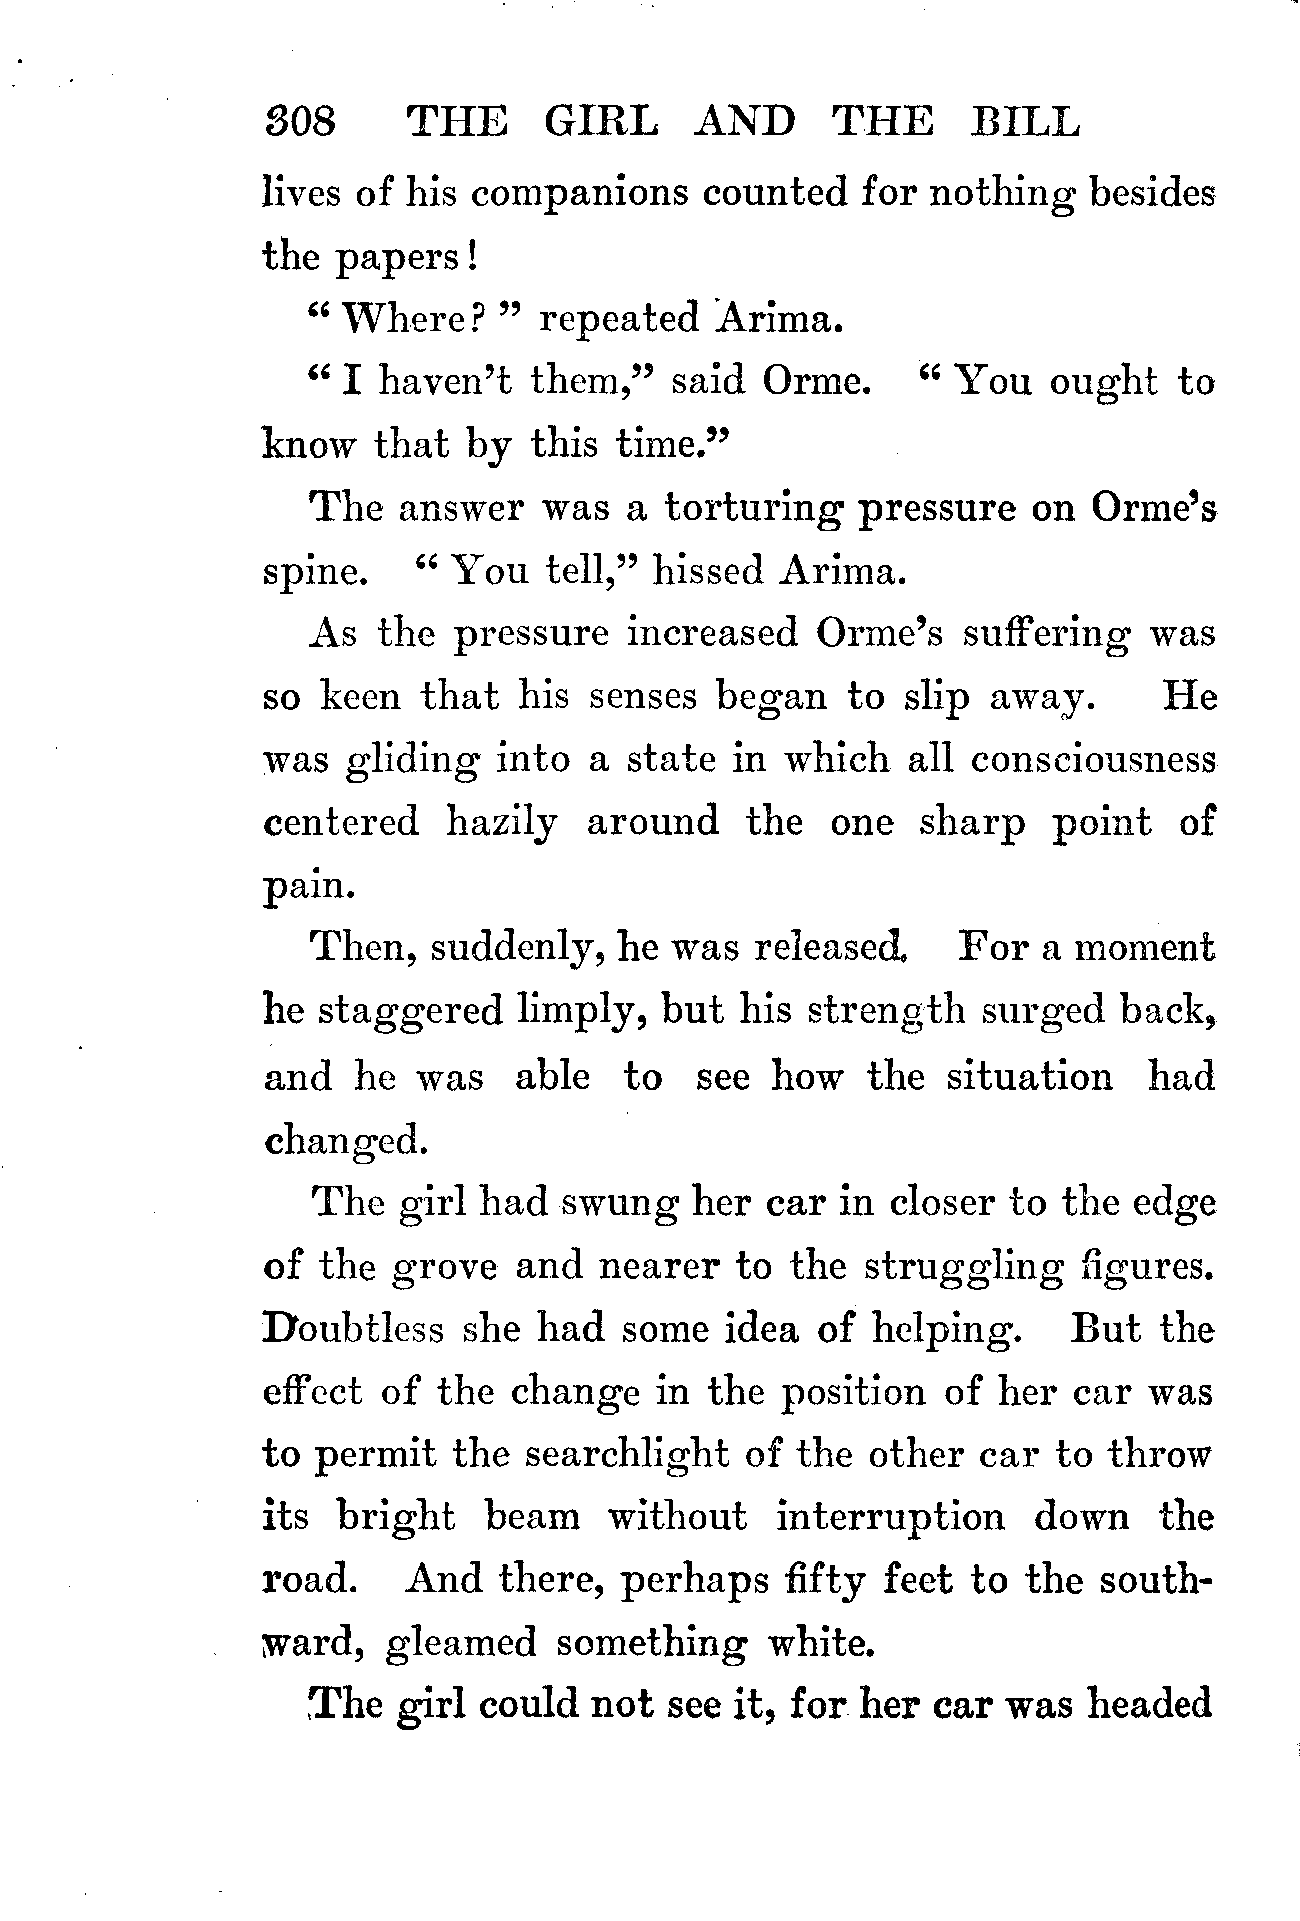 308 THE GIRL AND THE BILL
lives of his companions counted for nothing besides
the papers!
“ Where? ” repeated Arima.
“ I haven’t them,” said Orme. “ You ought to
know that by this time.”
The answer was a torturing pressure on Orme’s
spine. “ You tell,” hissed Arima.
As the pressure increased Orme’s suffering was
so keen that his senses began to slip away. He
was gliding into a state in which all consciousness
centered hazily around the one sharp point of
pain.
Then, suddenly, he was released. For a moment
he staggered limply, but his strength surged back,
and he was able to see how the situation had
changed.
The girl had swung her car in closer to the edge
of the grove and nearer to the struggling figures.
Doubtless she had some idea of helping. But the
effect of the change in the position of her car was
to permit the searchlight of the other car to throw
its bright beam without interruption down the
road. And there, perhaps fifty feet to the south-
ward, gleamed something white.
The girl could not see it, for her car was headed